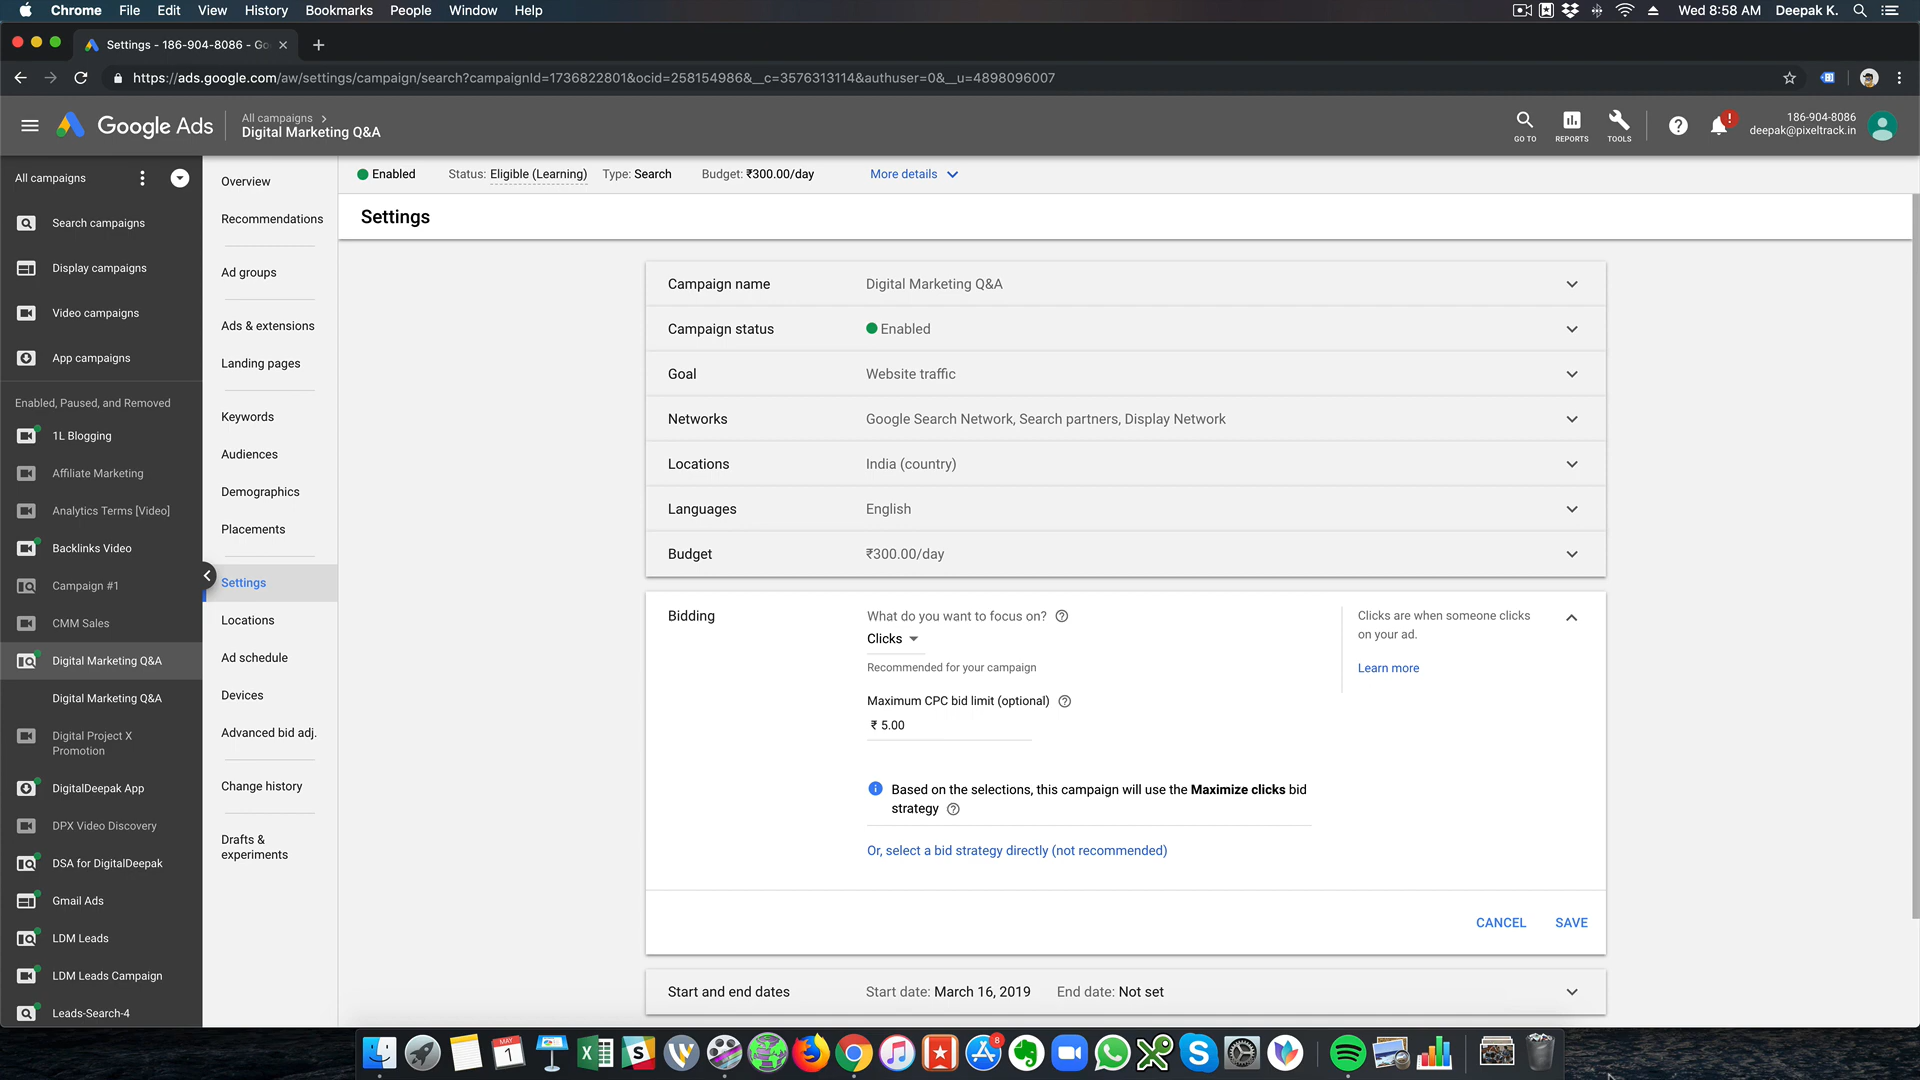 Chrome File Edit View History Bookmarks People Window Help Wed 8:58 AM Deepak K.
Settings - 186-904-8086 - Go
https://ads.google.com/aw/settings/campaign/search?campaignId=1736822801&ocid=258154986&__c=3576313114&authuser=0&__u=4898096007
Google Ads
All campaigns
Digital Marketing Q&A
GO TO
REPORTS
TOOLS
!
186-904-8086
deepak@pixeltrack.in
All campaigns
Search campaigns
Display campaigns
Video campaigns
App campaigns
Enabled, Paused, and Removed
1L Blogging
Affiliate Marketing
Analytics Terms [Video]
Backlinks Video
Campaign #1
CMM Sales
Digital Marketing Q&A
Digital Marketing Q&A
Digital Project X
Promotion
DigitalDeepak App
DPX Video Discovery
DSA for DigitalDeepak
Gmail Ads
LDM Leads
LDM Leads Campaign
Leads-Search-4
Overview
Recommendations
Ad groups
Ads & extensions
Landing pages
Keywords
Audiences
Demographics
Placements
Settings
Locations
Ad schedule
Devices
Advanced bid adj.
Change history
Drafts &
experiments
Enabled Status: Eligible (Learning) Type: Search Budget: ₹300.00/day More details
Settings
Campaign name Digital Marketing Q&A
Campaign status Enabled
Goal Website traffic
Networks Google Search Network, Search partners, Display Network
Locations India (country)
Languages English
Budget ₹300.00/day
Bidding What do you want to focus on?
Clicks
Recommended for your campaign
Maximum CPC bid limit (optional)
₹ 5.00
Based on the selections, this campaign will use the Maximize clicks bid
strategy
Or, select a bid strategy directly (not recommended)
Clicks are when someone clicks
on your ad.
Learn more
CANCEL SAVE
Start and end dates Start date: March 16, 2019 End date: Not set
MAY
1
8